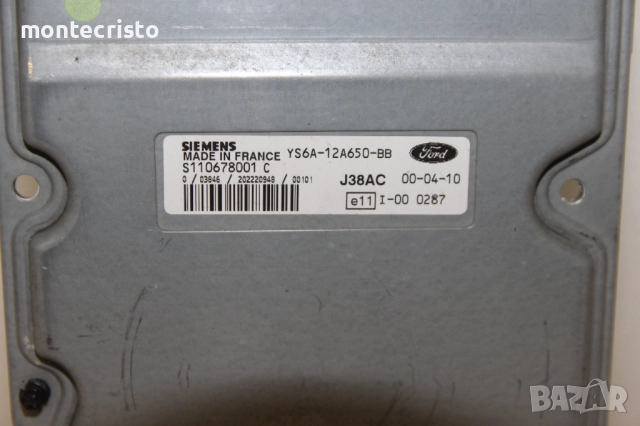 montecristo
SIEMENS
MADE IN FRANCE YS6A-12A650-BB
Ford
S110678001 C
0 / 03846 / 202220948 / 00101
J38AC 00-04-10
e11 I-00 0287
BAZAR